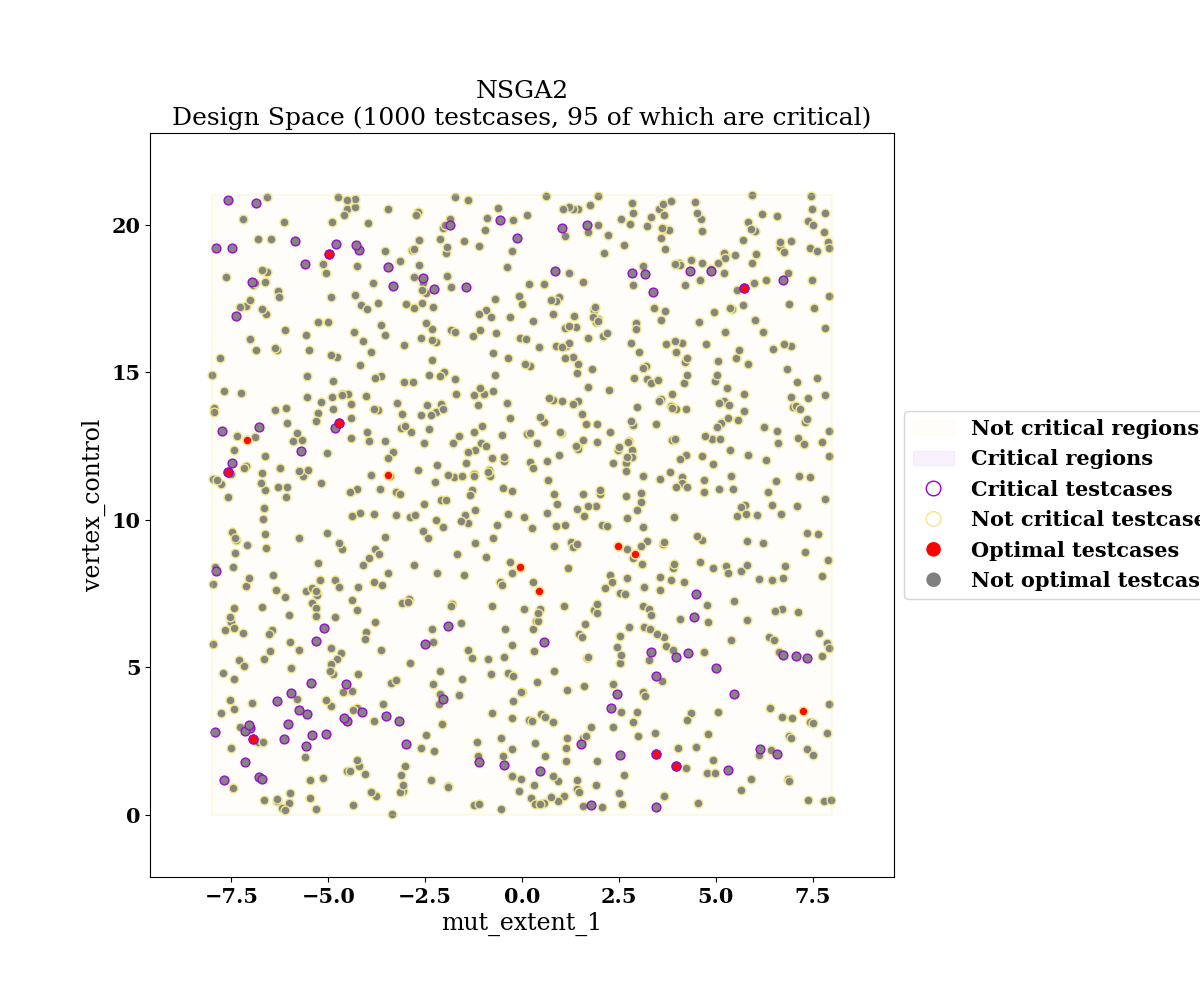 NSGA2
Design Space (1000 testcases, 95 of which are critical)
20
15
10
5
0
vertex_control
−7.5 −5.0 −2.5 0.0 2.5 5.0 7.5
mut_extent_1
Not critical regions
Critical regions
Critical testcases
Not critical testcase
Optimal testcases
Not optimal testcas